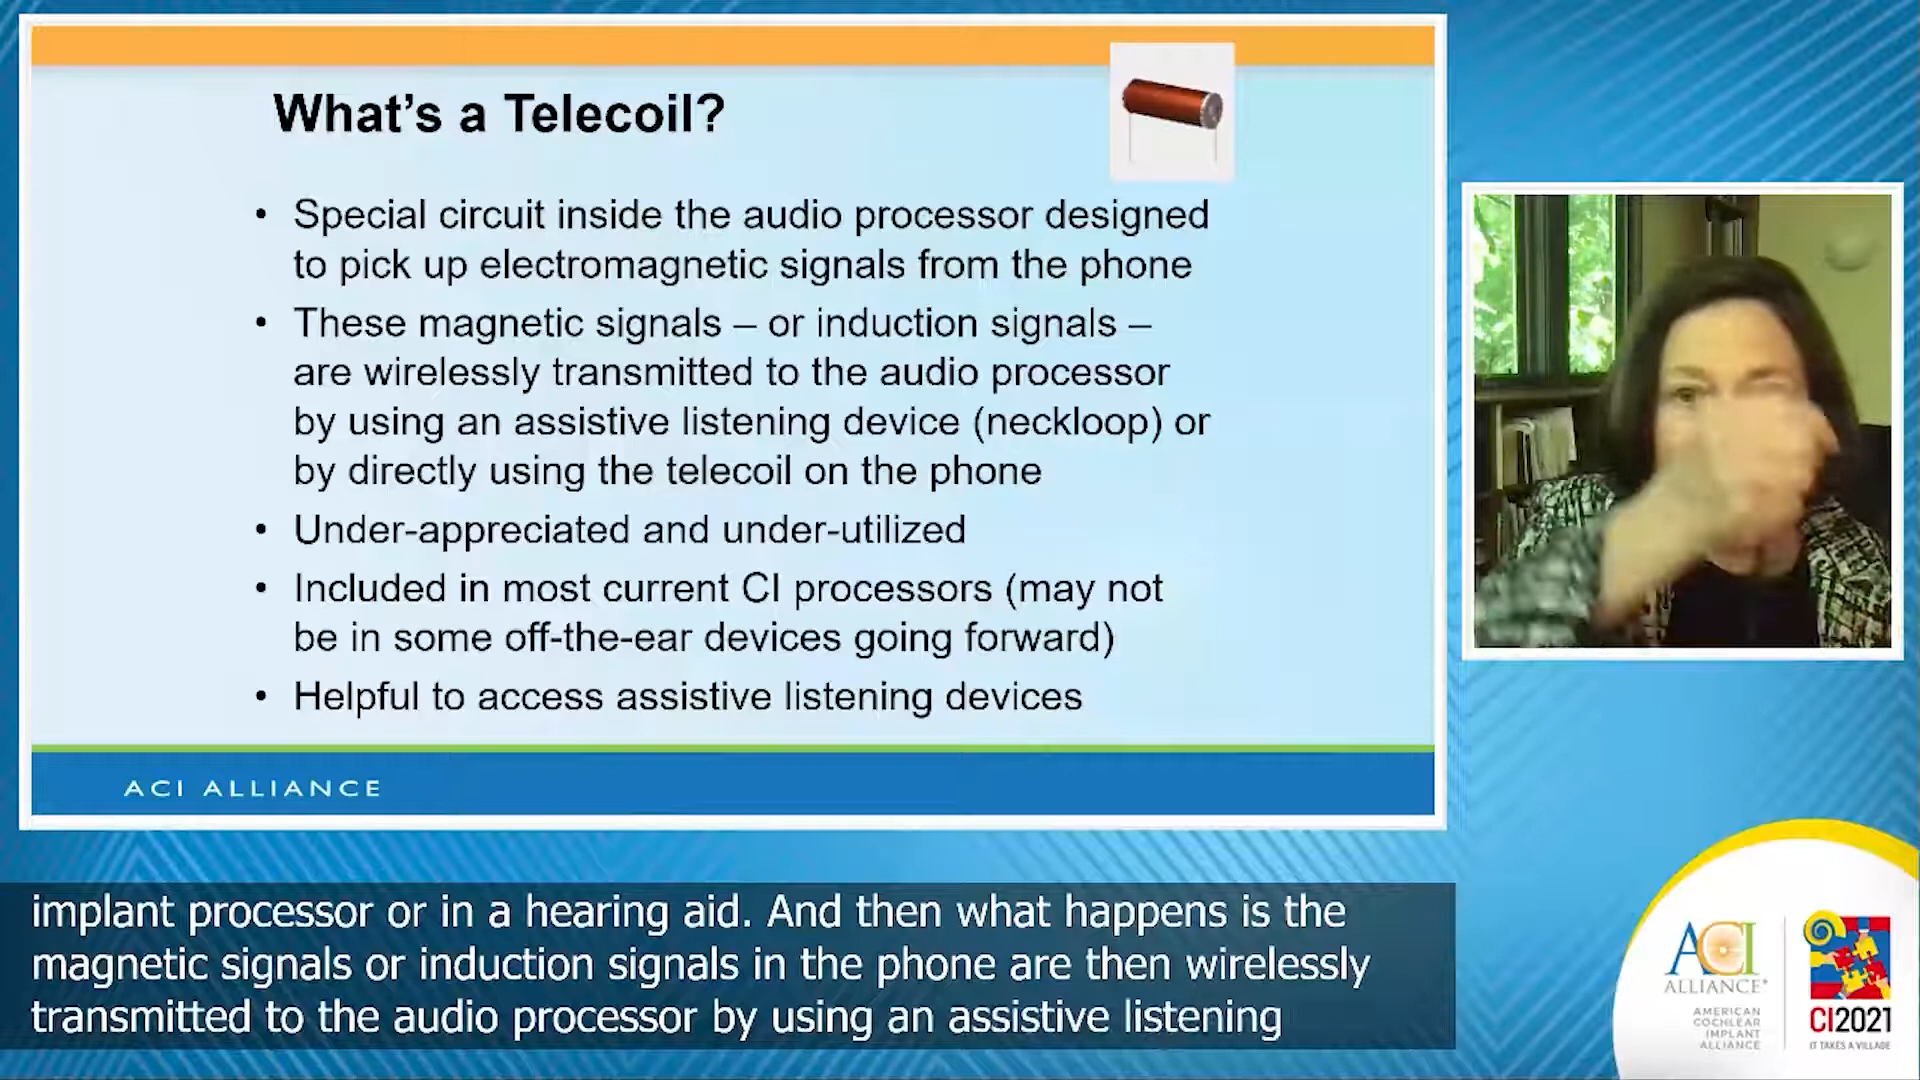 What's a Telecoil?
• Special circuit inside the audio processor designed
to pick up electromagnetic signals from the phone
• These magnetic signals – or induction signals –
are wirelessly transmitted to the audio processor
by using an assistive listening device (neckloop) or
by directly using the telecoil on the phone
• Under-appreciated and under-utilized
• Included in most current CI processors (may not
be in some off-the-ear devices going forward)
• Helpful to access assistive listening devices
ACI ALLIANCE
implant processor or in a hearing aid. And then what happens is the
magnetic signals or induction signals in the phone are then wirelessly
transmitted to the audio processor by using an assistive listening
ACI
ALLIANCE®
AMERICAN
COCHLEAR
IMPLANT
ALLIANCE
CI2021
IT TAKES A VILLAGE